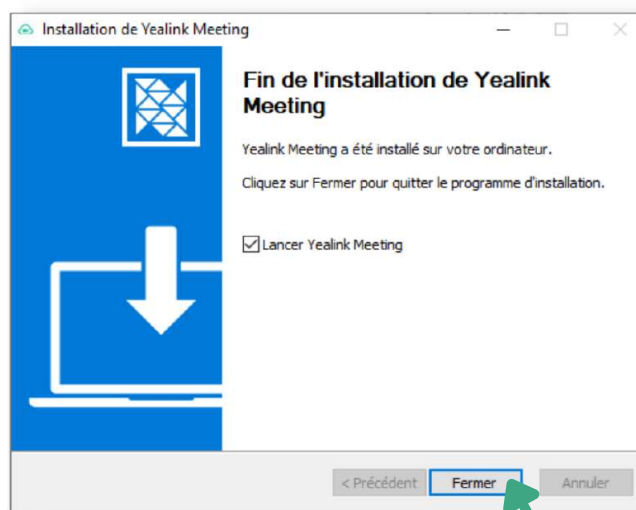 Installation de Yealink Meeting
Fin de l'installation de Yealink
Meeting
Yealink Meeting a été installé sur votre ordinateur.
Cliquez sur Fermer pour quitter le programme d'installation.
Lancer Yealink Meeting
< Précédent Fermer Annuler